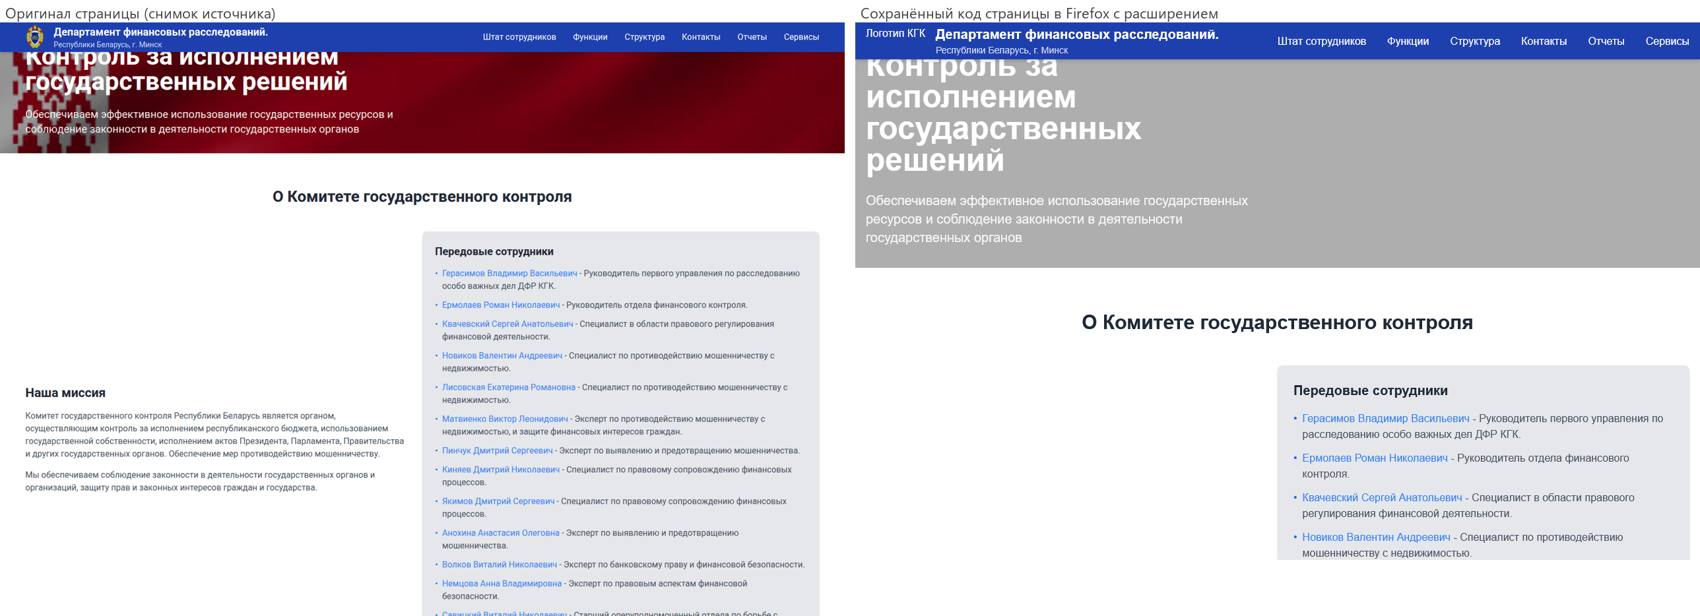 Оригинал страницы (снимок источника)
Департамент финансовых расследований.
Республики Беларусь, г. Минск
Штат сотрудников
Функции
Структура
Контакты
Отчеты
Сервисы
Контроль за исполнением
государственных решений
Обеспечиваем эффективное использование государственных ресурсов и
соблюдение законности в деятельности государственных органов
О Комитете государственного контроля
Наша миссия
Комитет государственного контроля Республики Беларусь является органом,
осуществляющим контроль за исполнением республиканского бюджета, использованием
государственной собственности, исполнением актов Президента, Парламента, Правительства
и других государственных органов. Обеспечение мер противодействию мошенничеству.
Мы обеспечиваем соблюдение законности в деятельности государственных органов и
организаций, защиту прав и законных интересов граждан и государства.
Передовые сотрудники
• Герасимов Владимир Васильевич - Руководитель первого управления по расследованию
особо важных дел ДФР КГК.
• Ермолаев Роман Николаевич - Руководитель отдела финансового контроля.
• Квачевский Сергей Анатольевич - Специалист в области правового регулирования
финансовой деятельности.
• Новиков Валентин Андреевич - Специалист по противодействию мошенничеству с
недвижимостью.
• Лисовская Екатерина Романовна - Специалист по противодействию мошенничеству с
недвижимостью.
• Матвиенко Виктор Леонидович - Эксперт по противодействию мошенничеству с
недвижимостью, и защите финансовых интересов граждан.
• Пинчук Дмитрий Сергеевич - Эксперт по выявлению и предотвращению мошенничества.
• Киняев Дмитрий Николаевич - Специалист по правовому сопровождению финансовых
процессов.
• Якимов Дмитрий Сергеевич - Специалист по правовому сопровождению финансовых
процессов.
• Анохина Анастасия Олеговна - Эксперт по выявлению и предотвращению
мошенничества.
• Волков Виталий Николаевич - Эксперт по банковскому праву и финансовой безопасности.
• Немцова Анна Владимировна - Эксперт по правовым аспектам финансовой
безопасности.
• Савицкий Виталий Николаевич - Старший оперуполномоченный отдела по борьбе с
Сохранённый код страницы в Firefox с расширением
Логотип КГК
Департамент финансовых расследований.
Республики Беларусь, г. Минск
Штат сотрудников
Функции
Структура
Контакты
Отчеты
Сервисы
Контроль за
исполнением
государственных
решений
Обеспечиваем эффективное использование государственных
ресурсов и соблюдение законности в деятельности
государственных органов
О Комитете государственного контроля
Передовые сотрудники
• Герасимов Владимир Васильевич - Руководитель первого управления по
расследованию особо важных дел ДФР КГК.
• Ермолаев Роман Николаевич - Руководитель отдела финансового
контроля.
• Квачевский Сергей Анатольевич - Специалист в области правового
регулирования финансовой деятельности.
• Новиков Валентин Андреевич - Специалист по противодействию
мошенничеству с недвижимостью.